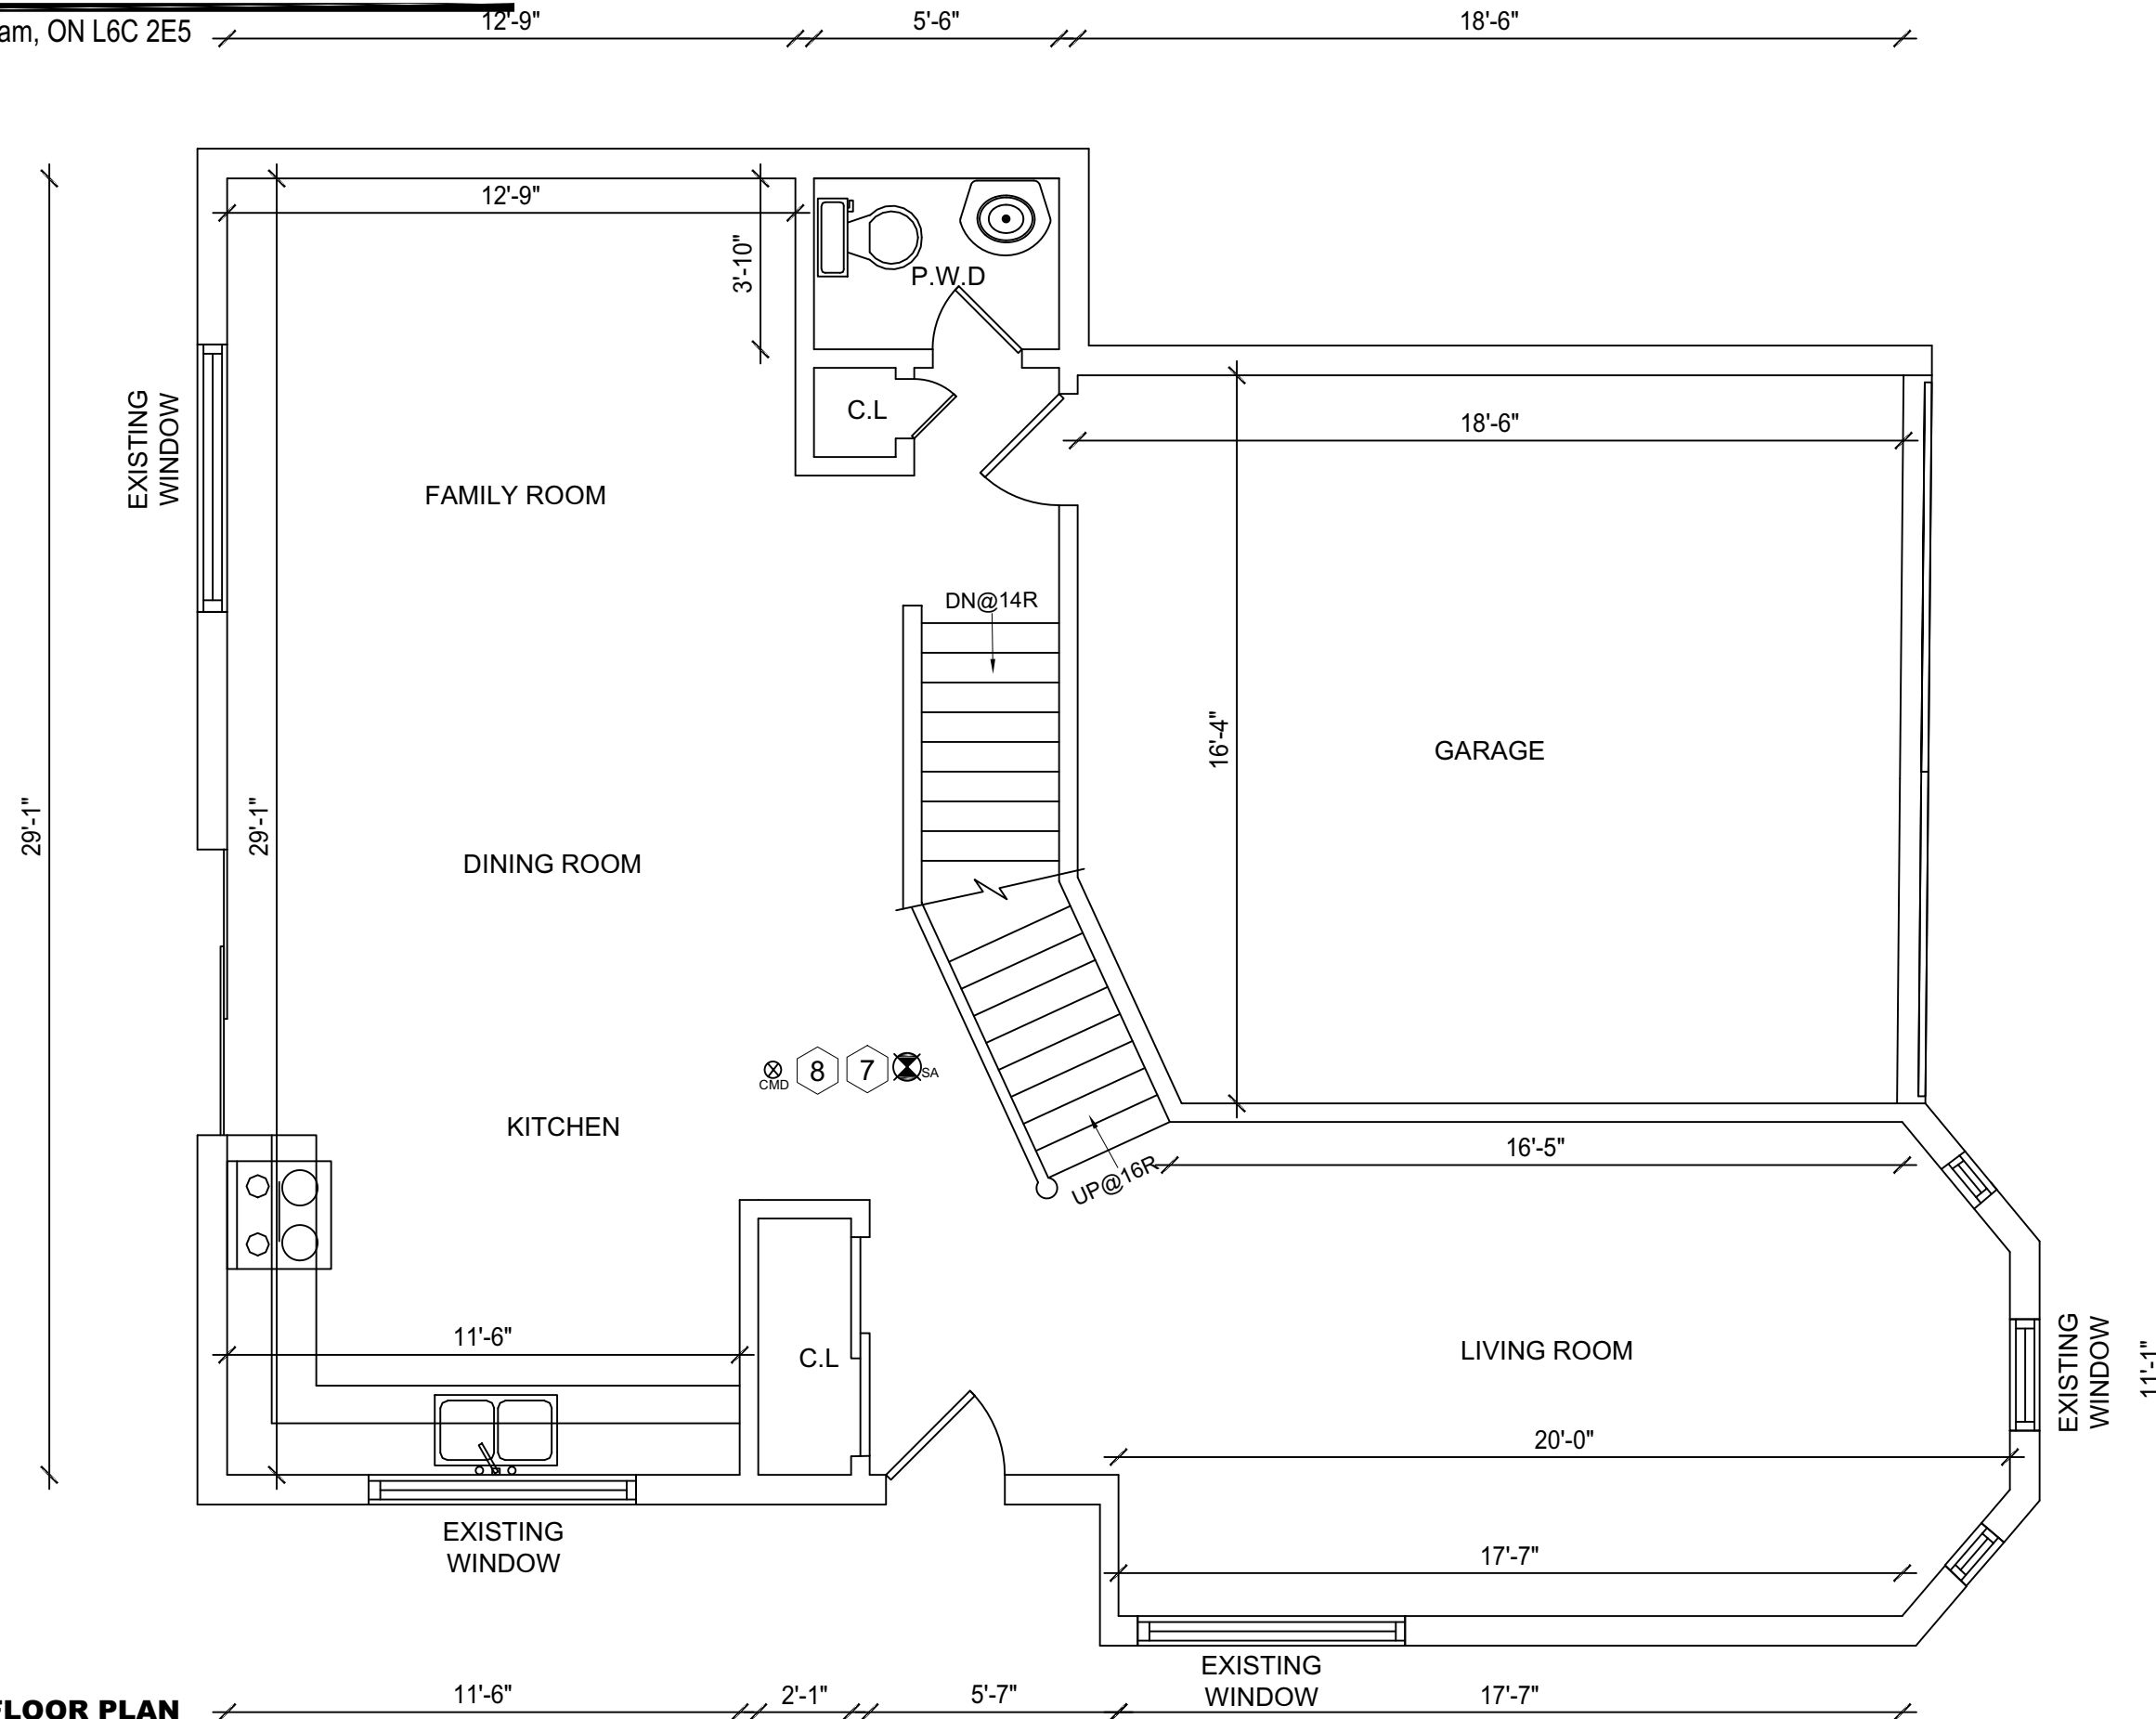 am, ON L6C 2E5
12'-9"
5'-6"
18'-6"
12'-9"
3'-10"
P.W.D
C.L
18'-6"
EXISTING
WINDOW
FAMILY ROOM
DN@14R
16'-4"
GARAGE
29'-1"
29'-1"
DINING ROOM
CMD
8
7
SA
KITCHEN
UP@16R
16'-5"
11'-6"
C.L
LIVING ROOM
EXISTING
WINDOW
11'-1"
20'-0"
EXISTING
WINDOW
17'-7"
EXISTING
WINDOW
FLOOR PLAN
11'-6"
2'-1"
5'-7"
17'-7"